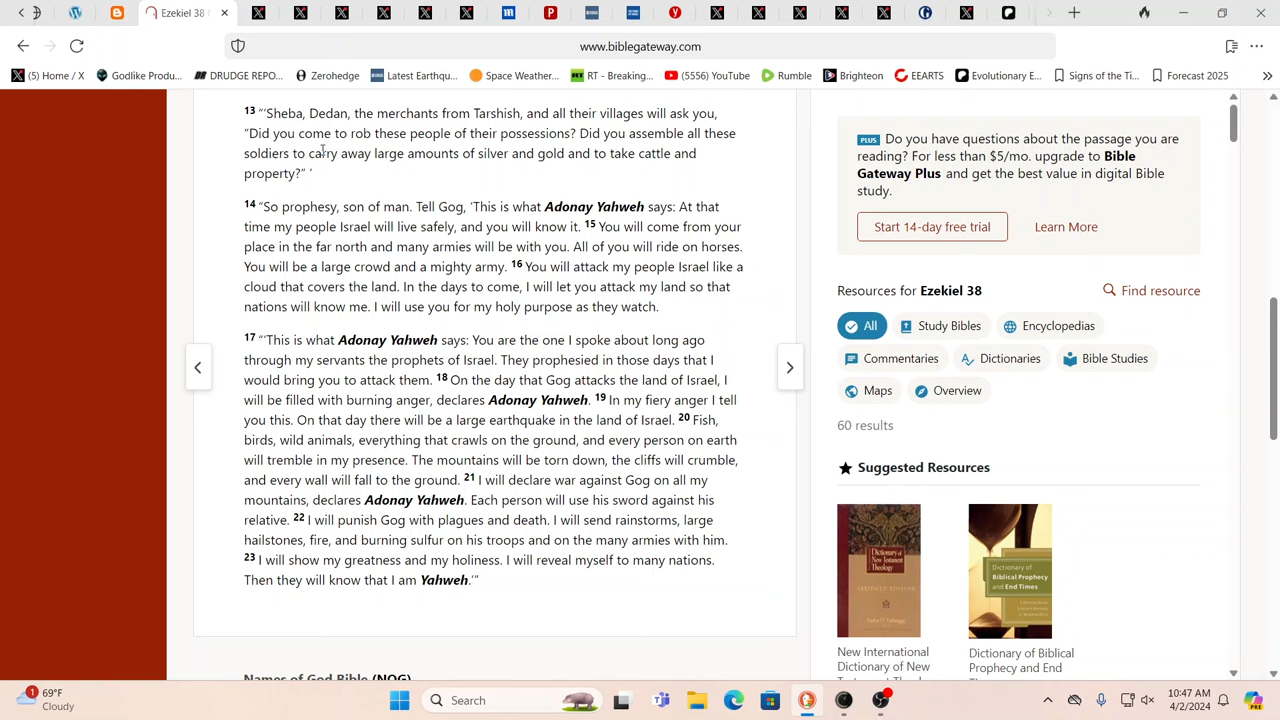 Ezekiel 38
www.biblegateway.com
(5) Home / X
Godlike Produ...
DRUDGE REPO...
Zerohedge
Latest Earthqu...
Space Weather...
RT - Breaking...
(5556) YouTube
Rumble
Brighteon
EEARTS
Evolutionary E...
Signs of the Ti...
Forecast 2025
13 “‘Sheba, Dedan, the merchants from Tarshish, and all their villages will ask you,
“Did you come to rob these people of their possessions? Did you assemble all these
soldiers to carry away large amounts of silver and gold and to take cattle and
property?” ’
14 “So prophesy, son of man. Tell Gog, ‘This is what Adonay Yahweh says: At that
time my people Israel will live safely, and you will know it. 15 You will come from your
place in the far north and many armies will be with you. All of you will ride on horses.
You will be a large crowd and a mighty army. 16 You will attack my people Israel like a
cloud that covers the land. In the days to come, I will let you attack my land so that
nations will know me. I will use you for my holy purpose as they watch.
17 “‘This is what Adonay Yahweh says: You are the one I spoke about long ago
through my servants the prophets of Israel. They prophesied in those days that I
would bring you to attack them. 18 On the day that Gog attacks the land of Israel, I
will be filled with burning anger, declares Adonay Yahweh. 19 In my fiery anger I tell
you this. On that day there will be a large earthquake in the land of Israel. 20 Fish,
birds, wild animals, everything that crawls on the ground, and every person on earth
will tremble in my presence. The mountains will be torn down, the cliffs will crumble,
and every wall will fall to the ground. 21 I will declare war against Gog on all my
mountains, declares Adonay Yahweh. Each person will use his sword against his
relative. 22 I will punish Gog with plagues and death. I will send rainstorms, large
hailstones, fire, and burning sulfur on his troops and on the many armies with him.
23 I will show my greatness and my holiness. I will reveal myself to many nations.
Then they will know that I am Yahweh.’”
Names of God Bible (NOG)
PLUS Do you have questions about the passage you are
reading? For less than $5/mo. upgrade to Bible
Gateway Plus and get the best value in digital Bible
study.
Start 14-day free trial
Learn More
Resources for Ezekiel 38
Find resource
All
Study Bibles
Encyclopedias
Commentaries
Dictionaries
Bible Studies
Maps
Overview
60 results
Suggested Resources
New International
Dictionary of New
Dictionary of Biblical
Prophecy and End
1
69°F
Cloudy
Search
10:47 AM
4/2/2024